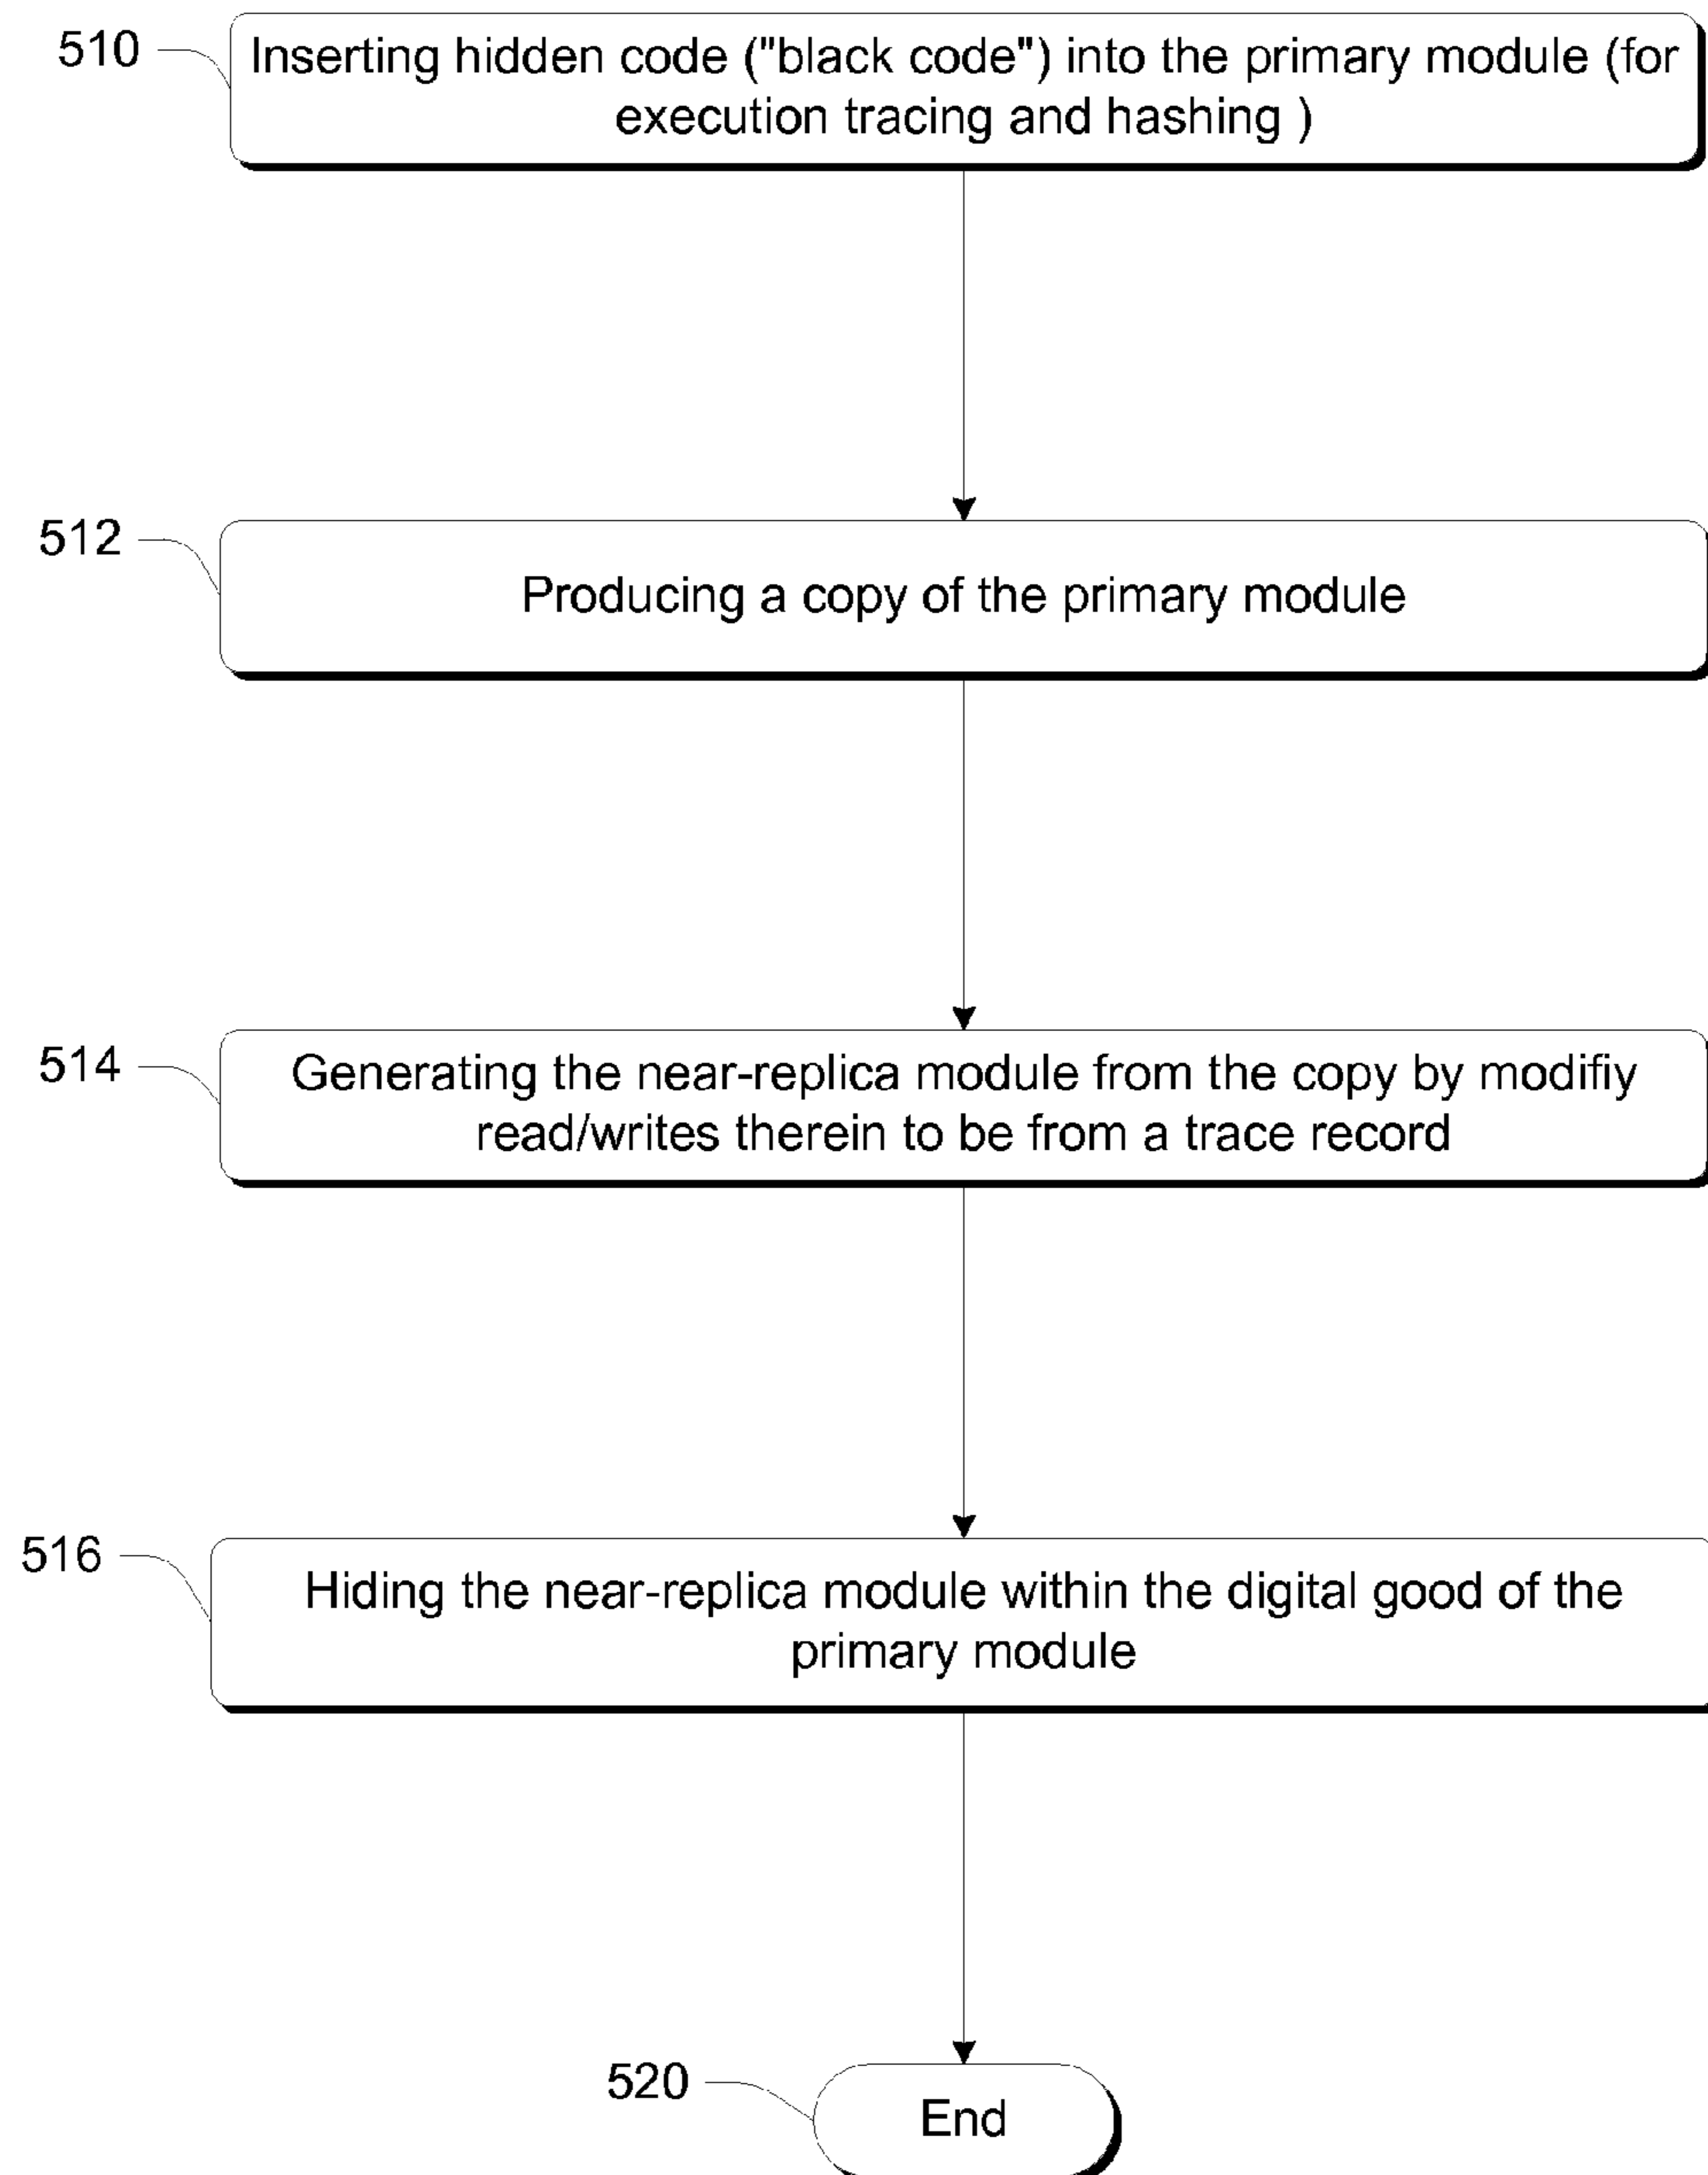 510
Inserting hidden code ("black code") into the primary module (for
execution tracing and hashing )
512
Producing a copy of the primary module
514
Generating the near-replica module from the copy by modifiy
read/writes therein to be from a trace record
516
Hiding the near-replica module within the digital good of the
primary module
520
End